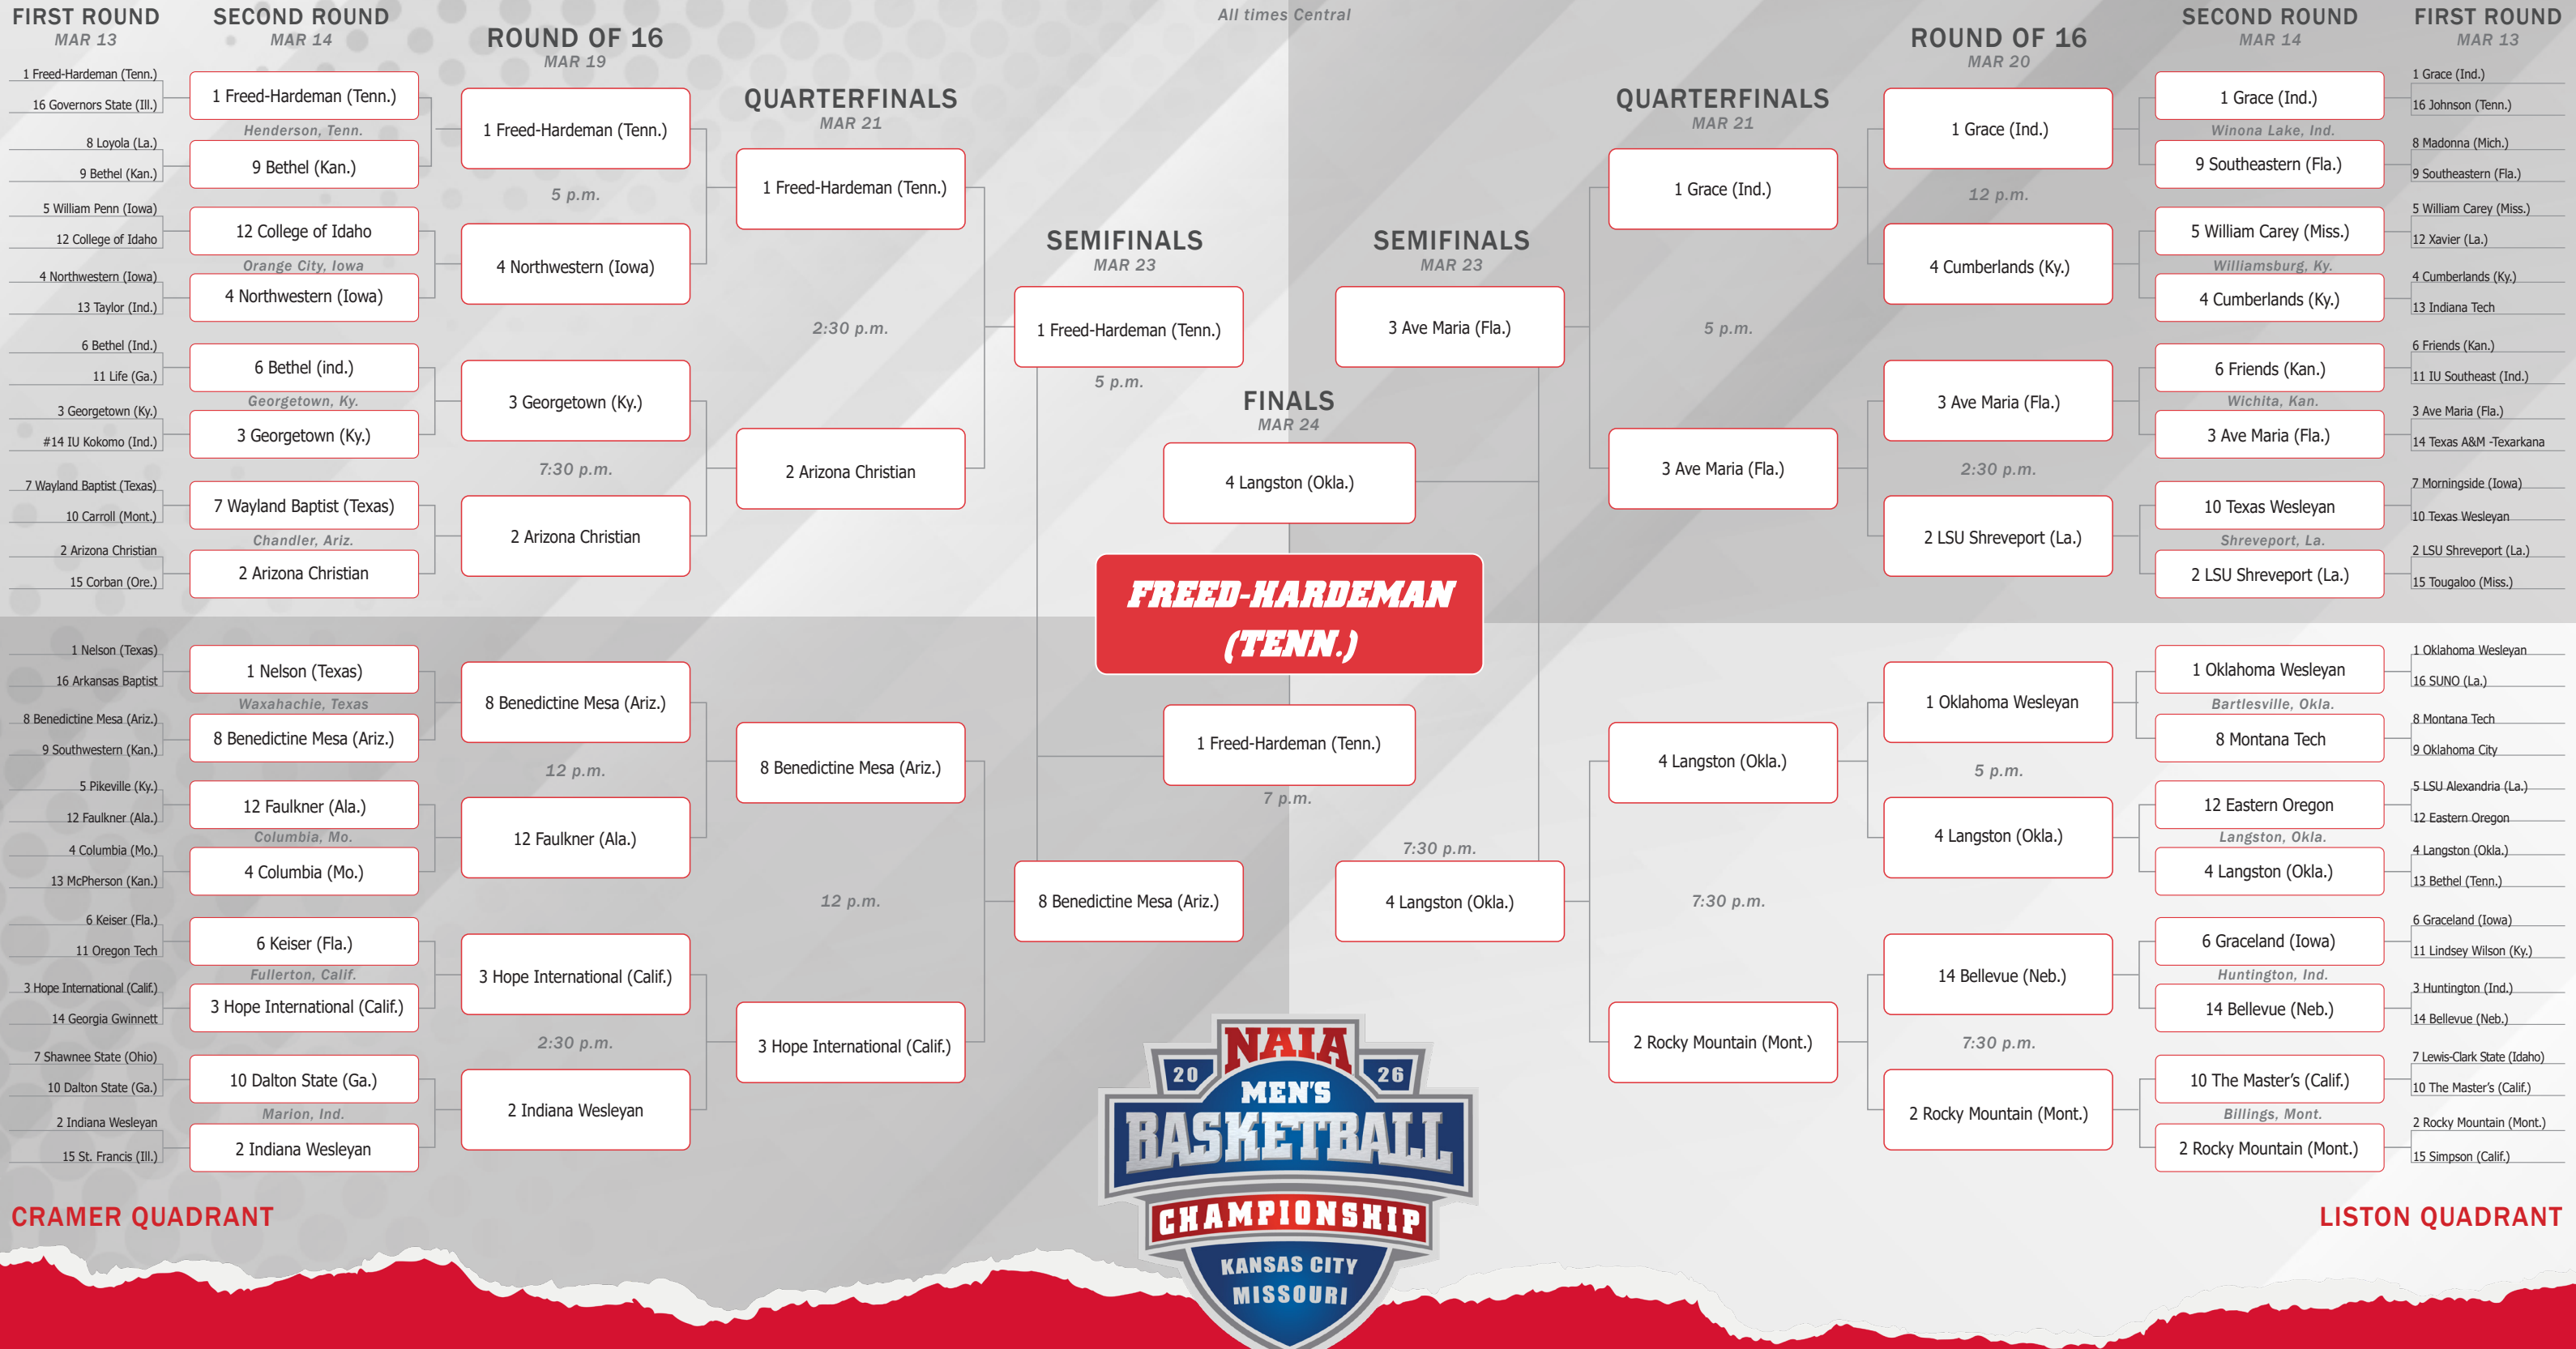 All times Central
FIRST ROUND
MAR 13
1 Freed-Hardeman (Tenn.)
16 Governors State (Ill.)
8 Loyola (La.)
9 Bethel (Kan.)
5 William Penn (Iowa)
12 College of Idaho
4 Northwestern (Iowa)
13 Taylor (Ind.)
6 Bethel (Ind.)
11 Life (Ga.)
3 Georgetown (Ky.)
#14 IU Kokomo (Ind.)
7 Wayland Baptist (Texas)
10 Carroll (Mont.)
2 Arizona Christian
15 Corban (Ore.)
1 Nelson (Texas)
16 Arkansas Baptist
8 Benedictine Mesa (Ariz.)
9 Southwestern (Kan.)
5 Pikeville (Ky.)
12 Faulkner (Ala.)
4 Columbia (Mo.)
13 McPherson (Kan.)
6 Keiser (Fla.)
11 Oregon Tech
3 Hope International (Calif.)
14 Georgia Gwinnett
7 Shawnee State (Ohio)
10 Dalton State (Ga.)
2 Indiana Wesleyan
15 St. Francis (Ill.)
CRAMER QUADRANT
SECOND ROUND
MAR 14
1 Freed-Hardeman (Tenn.)
Henderson, Tenn.
9 Bethel (Kan.)
12 College of Idaho
Orange City, Iowa
4 Northwestern (Iowa)
6 Bethel (ind.)
Georgetown, Ky.
3 Georgetown (Ky.)
7 Wayland Baptist (Texas)
Chandler, Ariz.
2 Arizona Christian
1 Nelson (Texas)
Waxahachie, Texas
8 Benedictine Mesa (Ariz.)
12 Faulkner (Ala.)
Columbia, Mo.
4 Columbia (Mo.)
6 Keiser (Fla.)
Fullerton, Calif.
3 Hope International (Calif.)
10 Dalton State (Ga.)
Marion, Ind.
2 Indiana Wesleyan
ROUND OF 16
MAR 19
1 Freed-Hardeman (Tenn.)
5 p.m.
4 Northwestern (Iowa)
3 Georgetown (Ky.)
7:30 p.m.
2 Arizona Christian
8 Benedictine Mesa (Ariz.)
12 p.m.
12 Faulkner (Ala.)
3 Hope International (Calif.)
2:30 p.m.
2 Indiana Wesleyan
QUARTERFINALS
MAR 21
1 Freed-Hardeman (Tenn.)
2:30 p.m.
2 Arizona Christian
8 Benedictine Mesa (Ariz.)
12 p.m.
3 Hope International (Calif.)
SEMIFINALS
MAR 23
1 Freed-Hardeman (Tenn.)
5 p.m.
8 Benedictine Mesa (Ariz.)
FINALS
MAR 24
4 Langston (Okla.)
FREED-HARDEMAN
(TENN.)
1 Freed-Hardeman (Tenn.)
7 p.m.
SEMIFINALS
MAR 23
3 Ave Maria (Fla.)
7:30 p.m.
4 Langston (Okla.)
QUARTERFINALS
MAR 21
1 Grace (Ind.)
5 p.m.
3 Ave Maria (Fla.)
4 Langston (Okla.)
7:30 p.m.
2 Rocky Mountain (Mont.)
ROUND OF 16
MAR 20
1 Grace (Ind.)
12 p.m.
4 Cumberlands (Ky.)
3 Ave Maria (Fla.)
2:30 p.m.
2 LSU Shreveport (La.)
1 Oklahoma Wesleyan
5 p.m.
4 Langston (Okla.)
14 Bellevue (Neb.)
7:30 p.m.
2 Rocky Mountain (Mont.)
SECOND ROUND
MAR 14
1 Grace (Ind.)
Winona Lake, Ind.
9 Southeastern (Fla.)
5 William Carey (Miss.)
Williamsburg, Ky.
4 Cumberlands (Ky.)
6 Friends (Kan.)
Wichita, Kan.
3 Ave Maria (Fla.)
10 Texas Wesleyan
Shreveport, La.
2 LSU Shreveport (La.)
1 Oklahoma Wesleyan
Bartlesville, Okla.
8 Montana Tech
12 Eastern Oregon
Langston, Okla.
4 Langston (Okla.)
6 Graceland (Iowa)
Huntington, Ind.
14 Bellevue (Neb.)
10 The Master's (Calif.)
Billings, Mont.
2 Rocky Mountain (Mont.)
FIRST ROUND
MAR 13
1 Grace (Ind.)
16 Johnson (Tenn.)
8 Madonna (Mich.)
9 Southeastern (Fla.)
5 William Carey (Miss.)
12 Xavier (La.)
4 Cumberlands (Ky.)
13 Indiana Tech
6 Friends (Kan.)
11 IU Southeast (Ind.)
3 Ave Maria (Fla.)
14 Texas A&M -Texarkana
7 Morningside (Iowa)
10 Texas Wesleyan
2 LSU Shreveport (La.)
15 Tougaloo (Miss.)
1 Oklahoma Wesleyan
16 SUNO (La.)
8 Montana Tech
9 Oklahoma City
5 LSU Alexandria (La.)
12 Eastern Oregon
4 Langston (Okla.)
13 Bethel (Tenn.)
6 Graceland (Iowa)
11 Lindsey Wilson (Ky.)
3 Huntington (Ind.)
14 Bellevue (Neb.)
7 Lewis-Clark State (Idaho)
10 The Master's (Calif.)
2 Rocky Mountain (Mont.)
15 Simpson (Calif.)
LISTON QUADRANT
NAIA
20 26
MEN'S
BASKETBALL
CHAMPIONSHIP
KANSAS CITY
MISSOURI